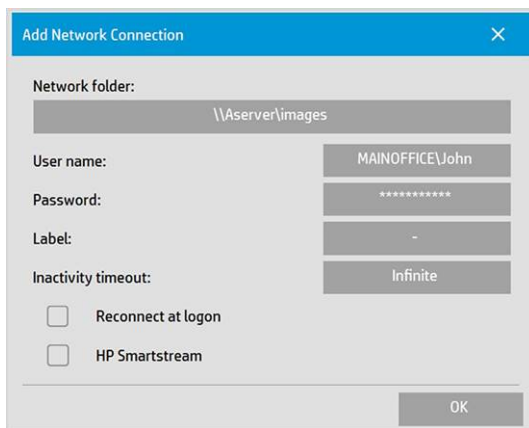 Add Network Connection
Network folder:
\\Aserver\images
User name: MAINOFFICE\John
Password: ***********
Label: -
Inactivity timeout: Infinite
Reconnect at logon
HP Smartstream
OK